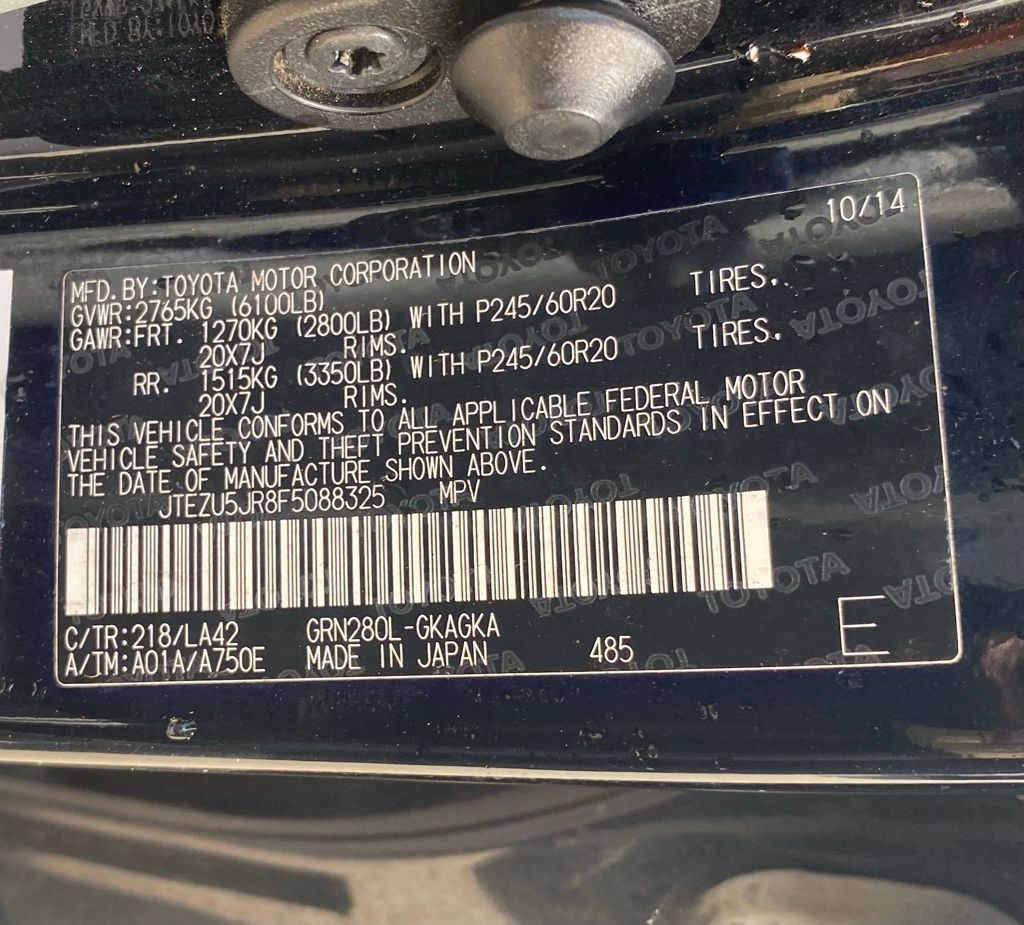 10/14
MFD. BY:TOYOTA MOTOR CORPORATION
GVWR:2765KG (6100LB)
GAWR:FRT. 1270KG (2800LB) WITH P245/60R20 TIRES.
20X7J RIMS.
RR. 1515KG (3350LB) WITH P245/60R20 TIRES.
20X7J RIMS.
THIS VEHICLE CONFORMS TO ALL APPLICABLE FEDERAL MOTOR
VEHICLE SAFETY AND THEFT PREVENTION STANDARDS IN EFFECT ON
THE DATE OF MANUFACTURE SHOWN ABOVE.
JTEZU5JR8F5088325 MPV
C/TR:218/LA42 GRN280L-GKAGKA
A/TM:A01A/A750E MADE IN JAPAN 485 E